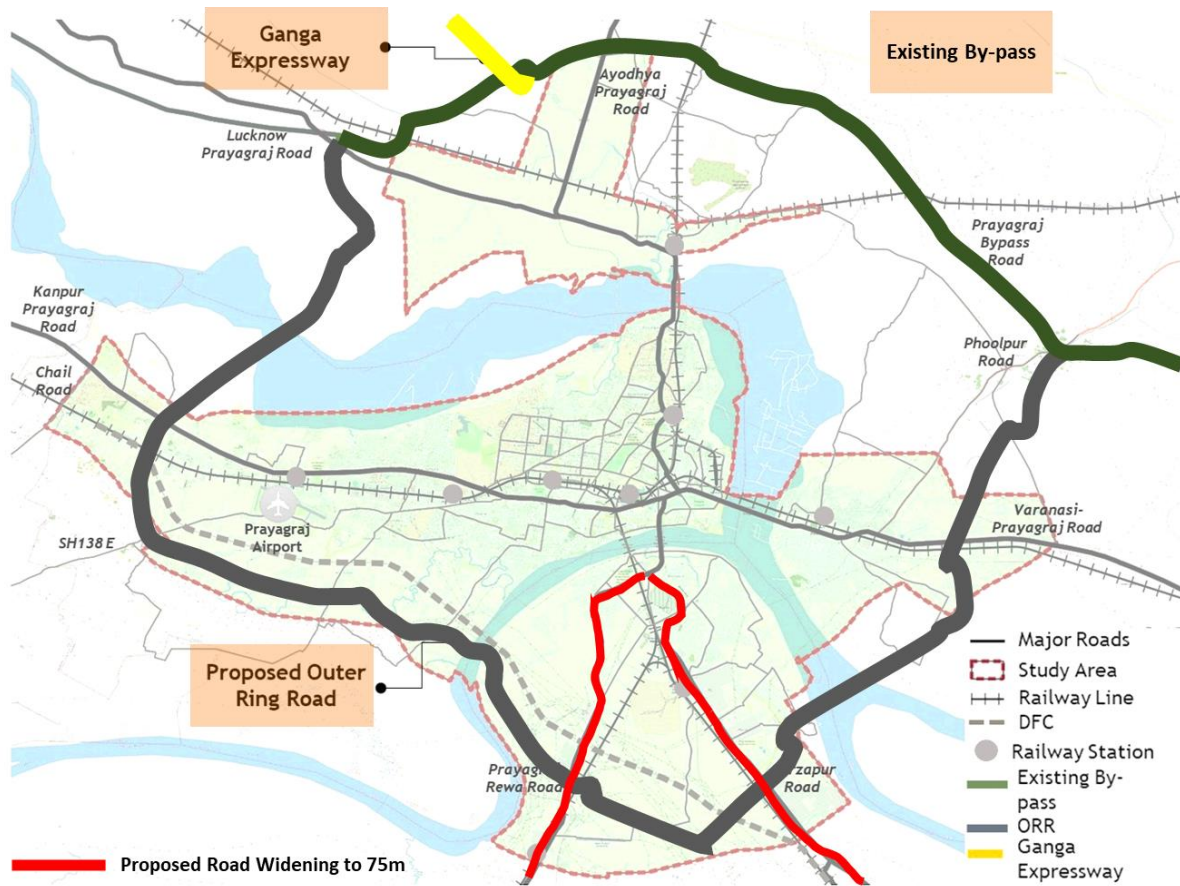 Ganga
Expressway
Existing By-pass
Ayodhya
Prayagraj
Road
Lucknow
Prayagraj Road
Prayagraj
Bypass
Road
Kanpur
Prayagraj
Road
Chail
Road
Phoolpur
Road
Varanasi-
Prayagraj Road
SH138 E
Prayagraj
Airport
Proposed Outer
Ring Road
Rewa Road
Road
Major Roads
Study Area
Railway Line
DFC
Railway Station
Existing By-
pass
ORR
Ganga
Expressway
Proposed Road Widening to 75m